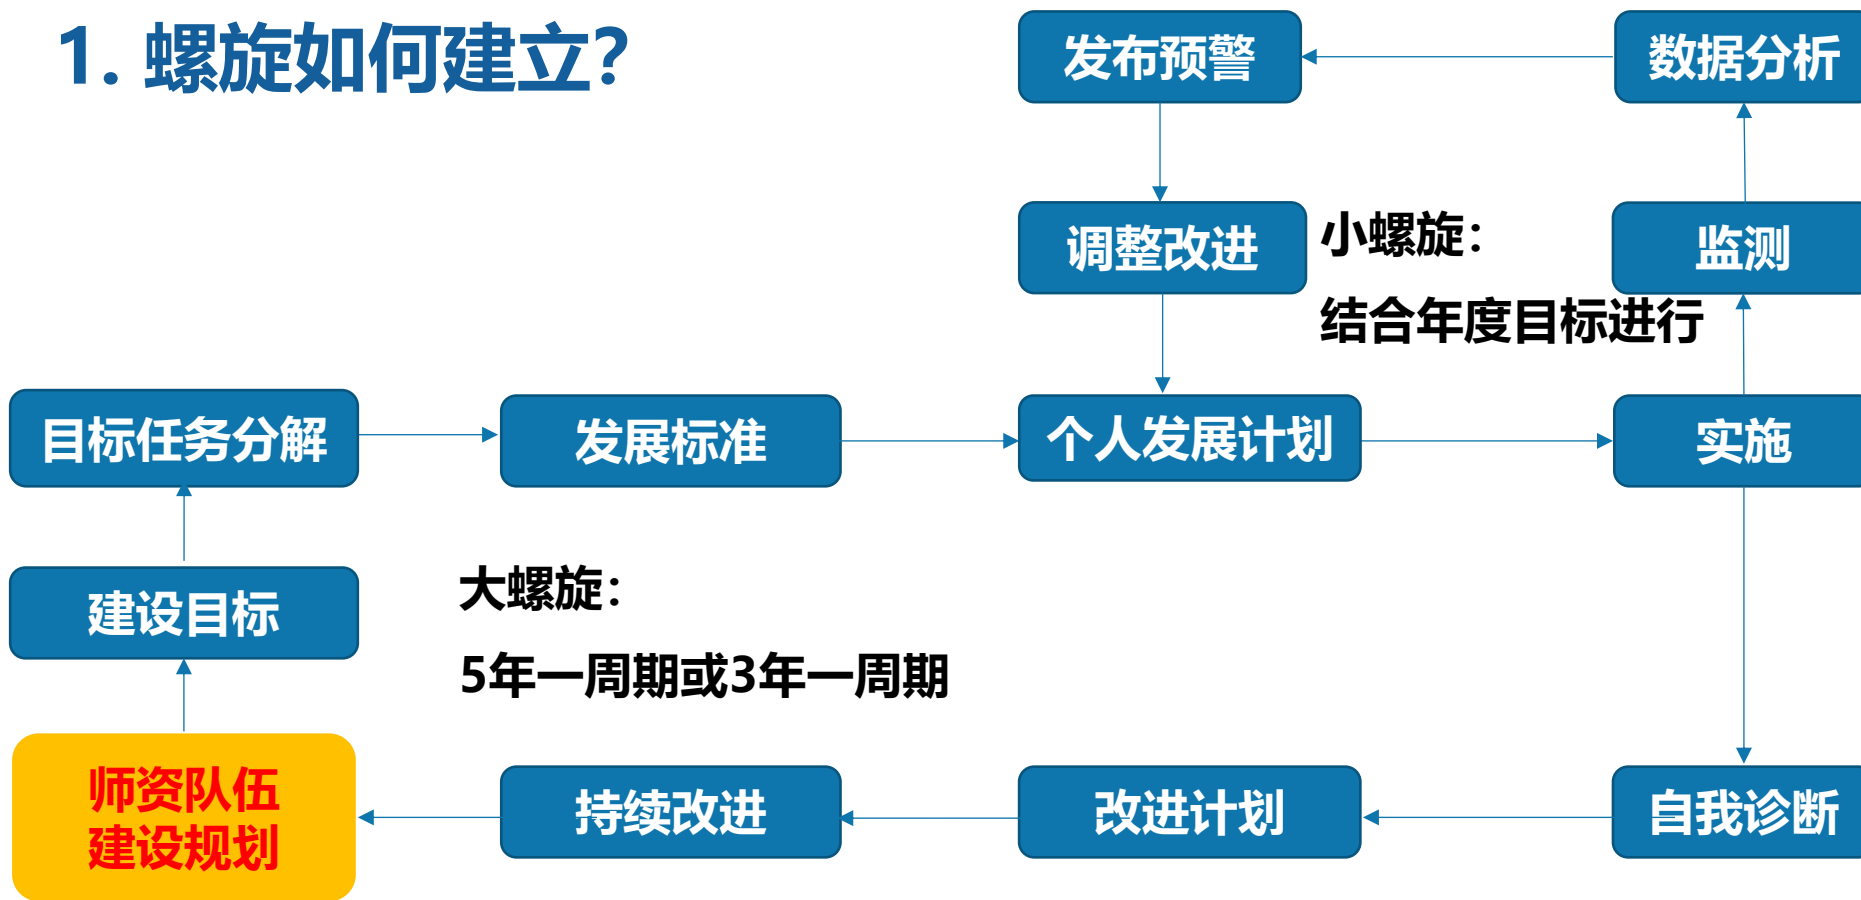 1. 螺旋如何建立?
发布预警
数据分析
调整改进
小螺旋：
监测
结合年度目标进行
目标任务分解
发展标准
个人发展计划
实施
大螺旋：
建设目标
5年一周期或3年一周期
师资队伍
建设规划
持续改进
改进计划
自我诊断